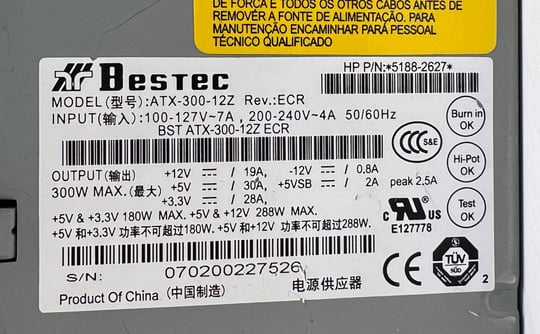 DE FORÇA E TODOS OS OUTROS CABOS ANTES DE
REMOVER A FONTE DE ALIMENTAÇÃO. PARA
MANUTENÇÃO ENCAMINHAR PARA PESSOAL
TÉCNICO QUALIFICADO/
BESTEC
HP P/N:*5188-2627*
MODEL(型号):ATX-300-12Z Rev.:ECR
INPUT(输入):100-127V~7A , 200-240V~4A 50/60Hz
BST ATX-300-12Z ECR
Burn in OK
S&E
OUTPUT(输出) +12V / 19A, -12V / 0.8A
300W MAX.(最大) +5V / 30A, +5VSB / 2A peak 2.5A
+3.3V / 28A,
Hi-Pot OK
+5V & +3.3V 180W MAX. +5V & +12V 288W MAX.
+5V 和 +3.3V 功率不可超过180W. +5V 和+12V 功率不可超过288W.
c RU US
E127778
Test OK
S/N: 070200227526
Product of China (中国制造) 电源供应器
CE
TÜV
SÜD
2